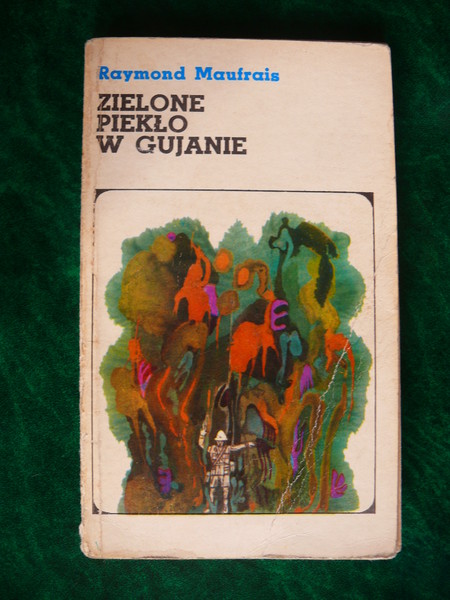 Raymond Maufrais
ZIELONE
PIEKŁO
W GUJANIE